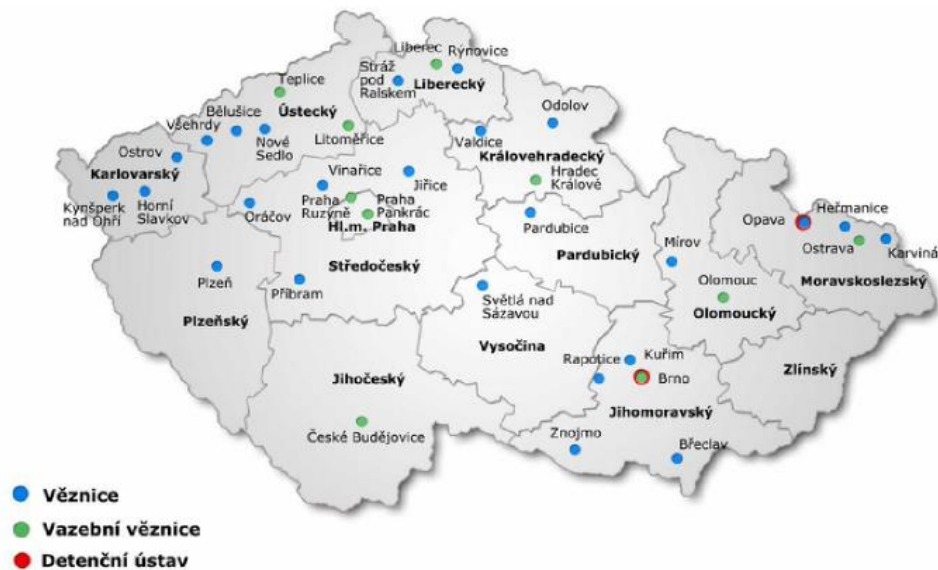 Liberec
Rýnovice
Stráž
pod
Ralskem
Liberecký
Teplice
Ústecký
Bělušice
Všehrdy
Nové
Sedlo
Litoměřice
Odolov
Valdice
Královehradecký
Hradec
Králové
Ostrov
Karlovarský
Kynšperk
nad Ohří
Horní
Slavkov
Vinařice
Jiřice
Praha
Ruzyně
Praha
Pankrác
Hl.m. Praha
Oráčov
Středočeský
Pardubice
Pardubický
Opava
Heřmanice
Ostrava
Karviná
Moravskoslezský
Mírov
Olomouc
Olomoucký
Plzeň
Plzeňský
Příbram
Světlá nad
Sázavou
Vysočina
Zlínský
Jihočeský
České Budějovice
Rapotice
Kuřim
Brno
Jihomoravský
Znojmo
Břeclav
Věznice
Vazební věznice
Detenční ústav